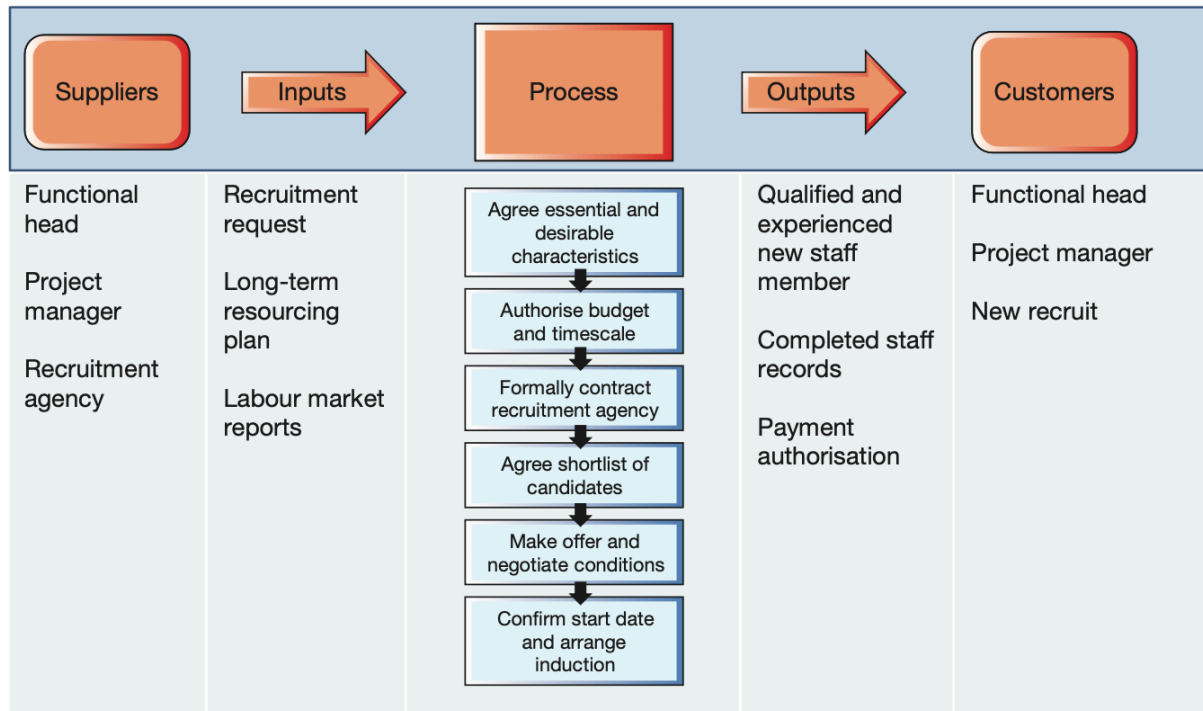 Suppliers
Inputs
Process
Outputs
Customers
Functional
head
Project
manager
Recruitment
agency
Recruitment
request
Long-term
resourcing
plan
Labour market
reports
Agree essential and
desirable
characteristics
Authorise budget
and timescale
Formally contract
recruitment agency
Agree shortlist of
candidates
Make offer and
negotiate conditions
Confirm start date
and arrange
induction
Qualified and
experienced
new staff
member
Completed staff
records
Payment
authorisation
Functional head
Project manager
New recruit